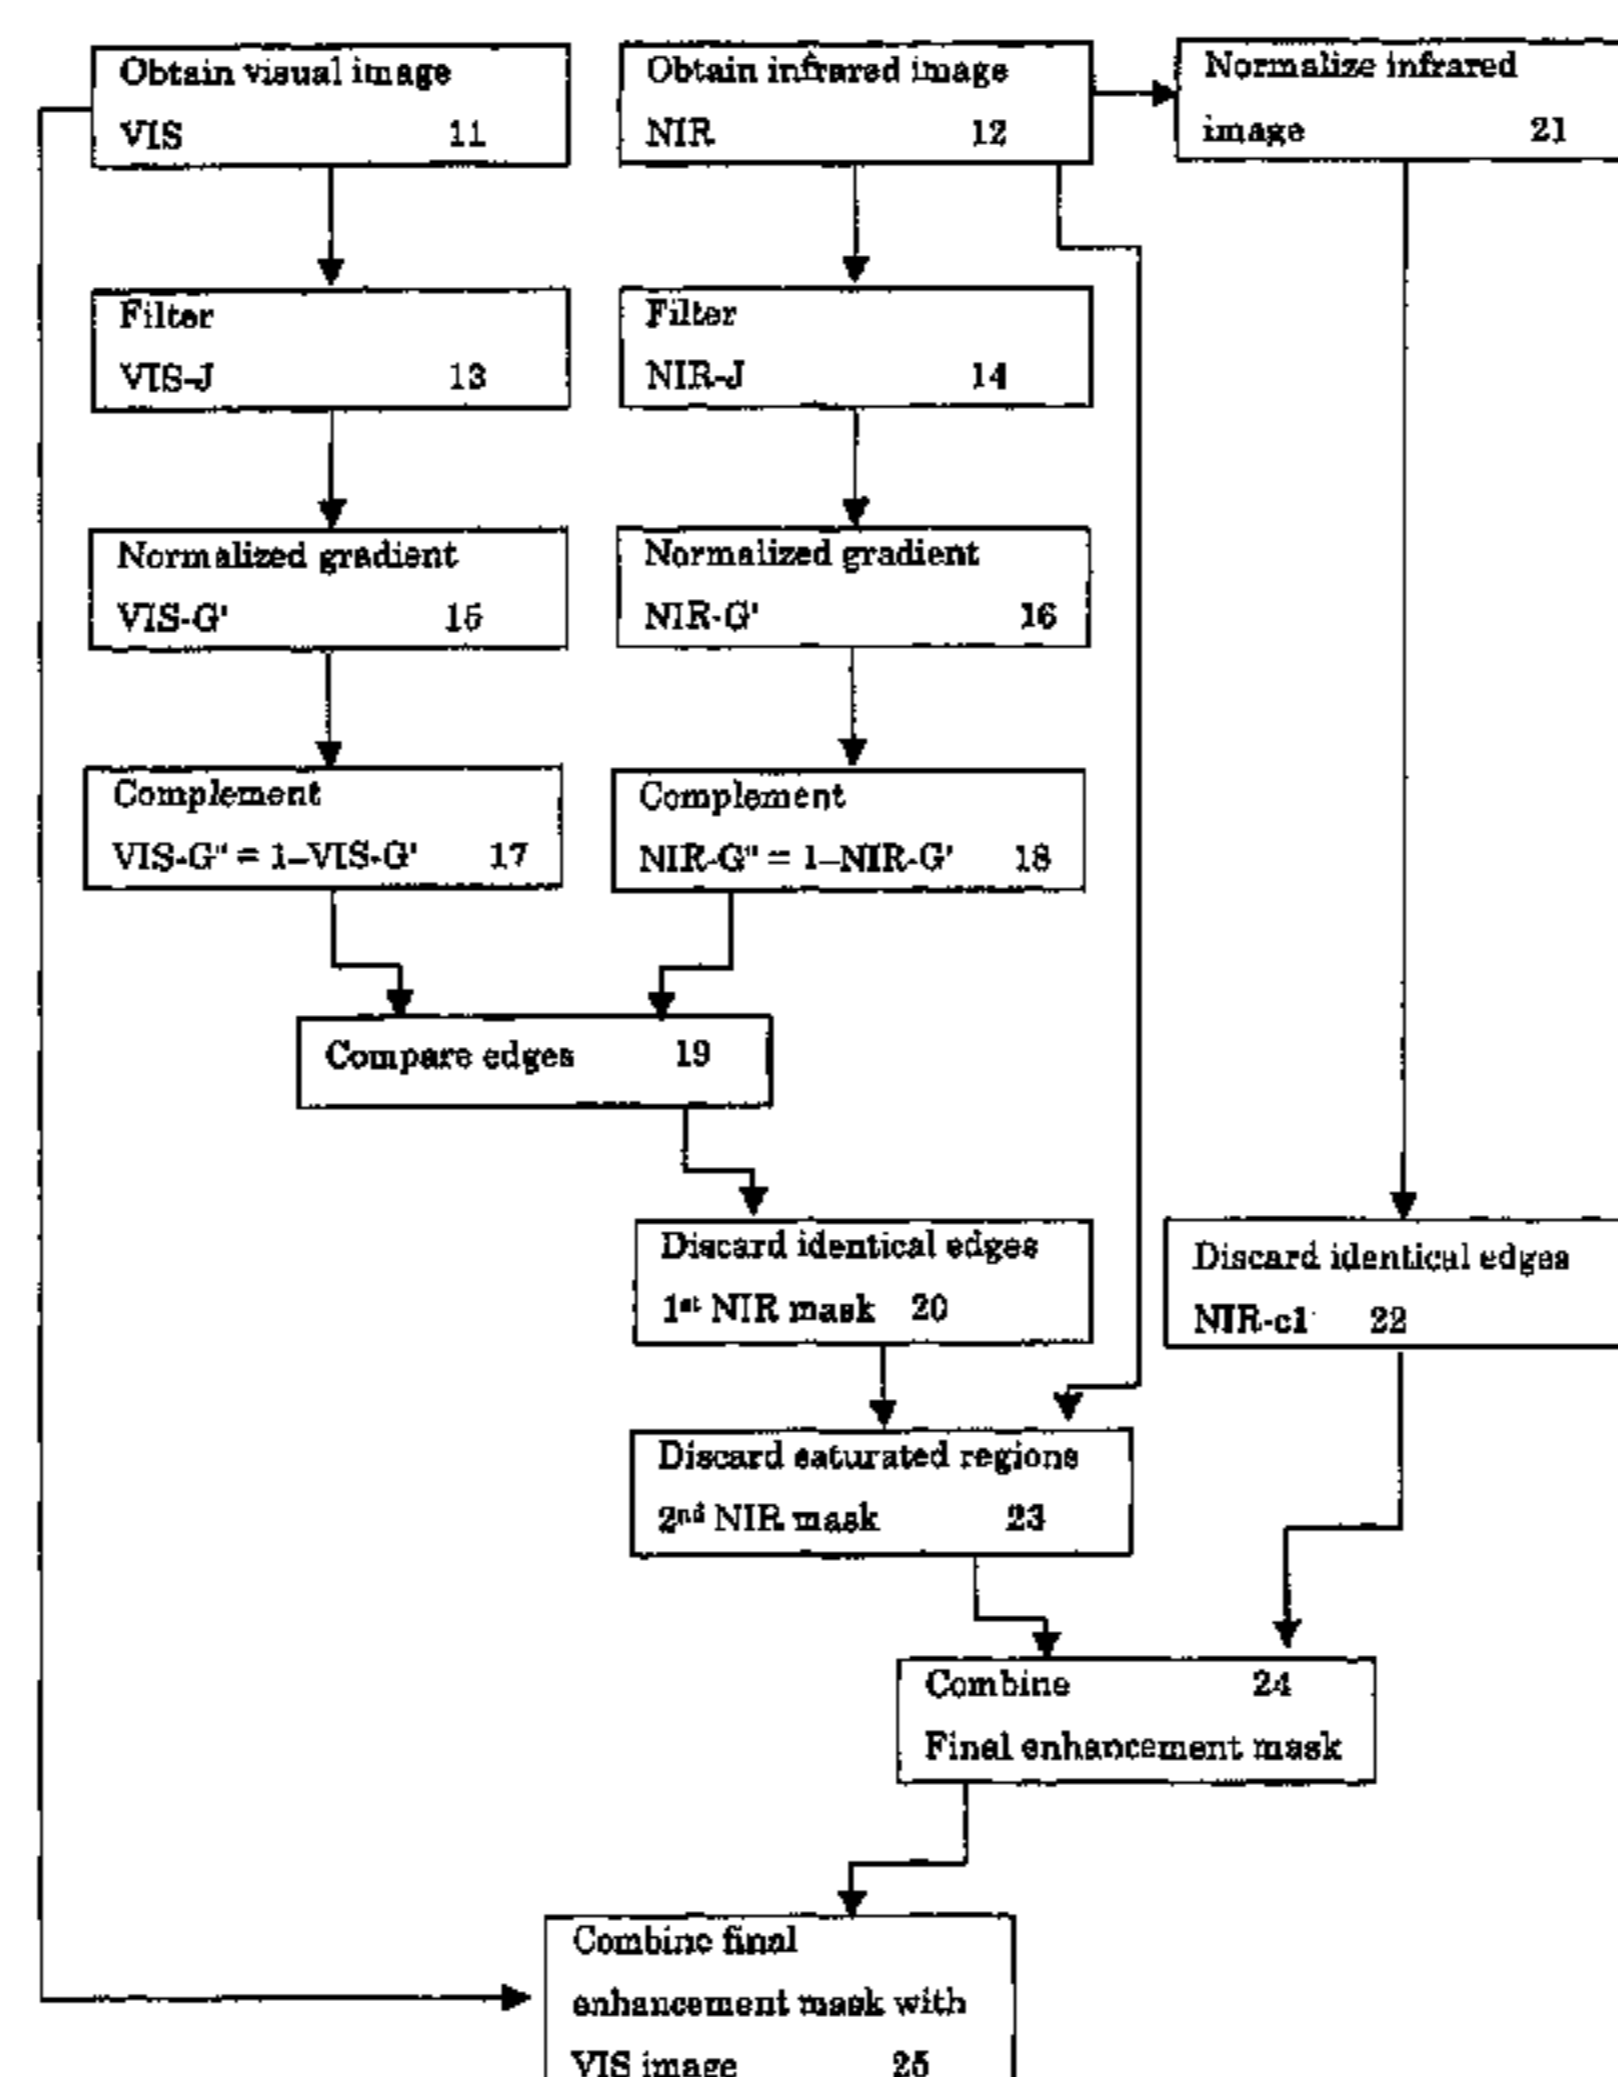 Obtain visual image
VIS 11
Obtain infrared image
NIR 12
Normalize infrared
image 21
Filter
VIS-J 13
Filter
NIR-J 14
Normalized gradient
VIS-G' 15
Normalized gradient
NIR-G' 16
Complement
VIS-G" = 1–VIS-G' 17
Complement
NIR-G" = 1–NIR-G' 18
Compare edges 19
Discard identical edges
1st NIR mask 20
Discard identical edges
NIR-c1 22
Discard saturated regions
2nd NIR mask 23
Combine 24
Final enhancement mask
Combine final
enhancement mask with
VIS image 25